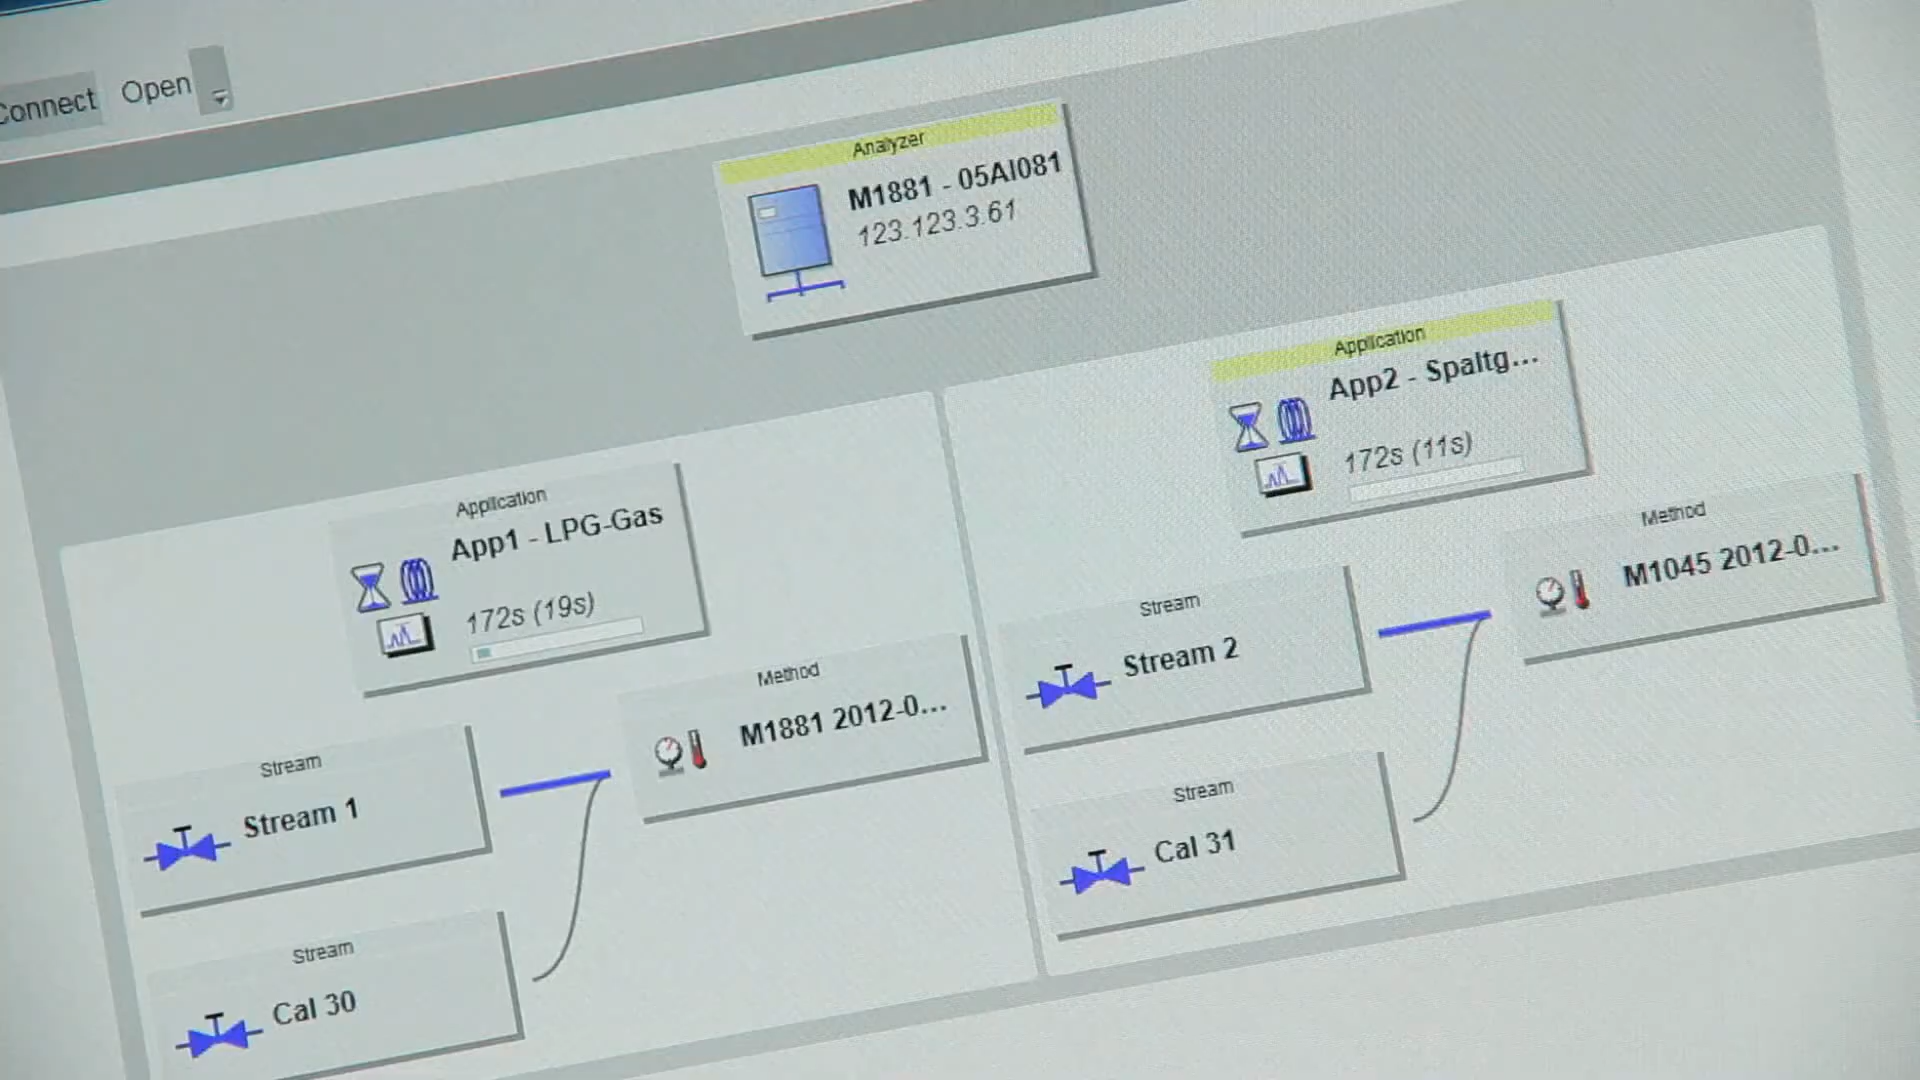 Connect Open
Analyzer
M1881 - 05AI081
123.123.3.61
Application
App1 - LPG-Gas
172s (19s)
Method
M1881 2012-0...
Stream
Stream 1
Stream
Cal 30
Application
App2 - Spaltg...
172s (11s)
Method
M1045 2012-0...
Stream
Stream 2
Stream
Cal 31